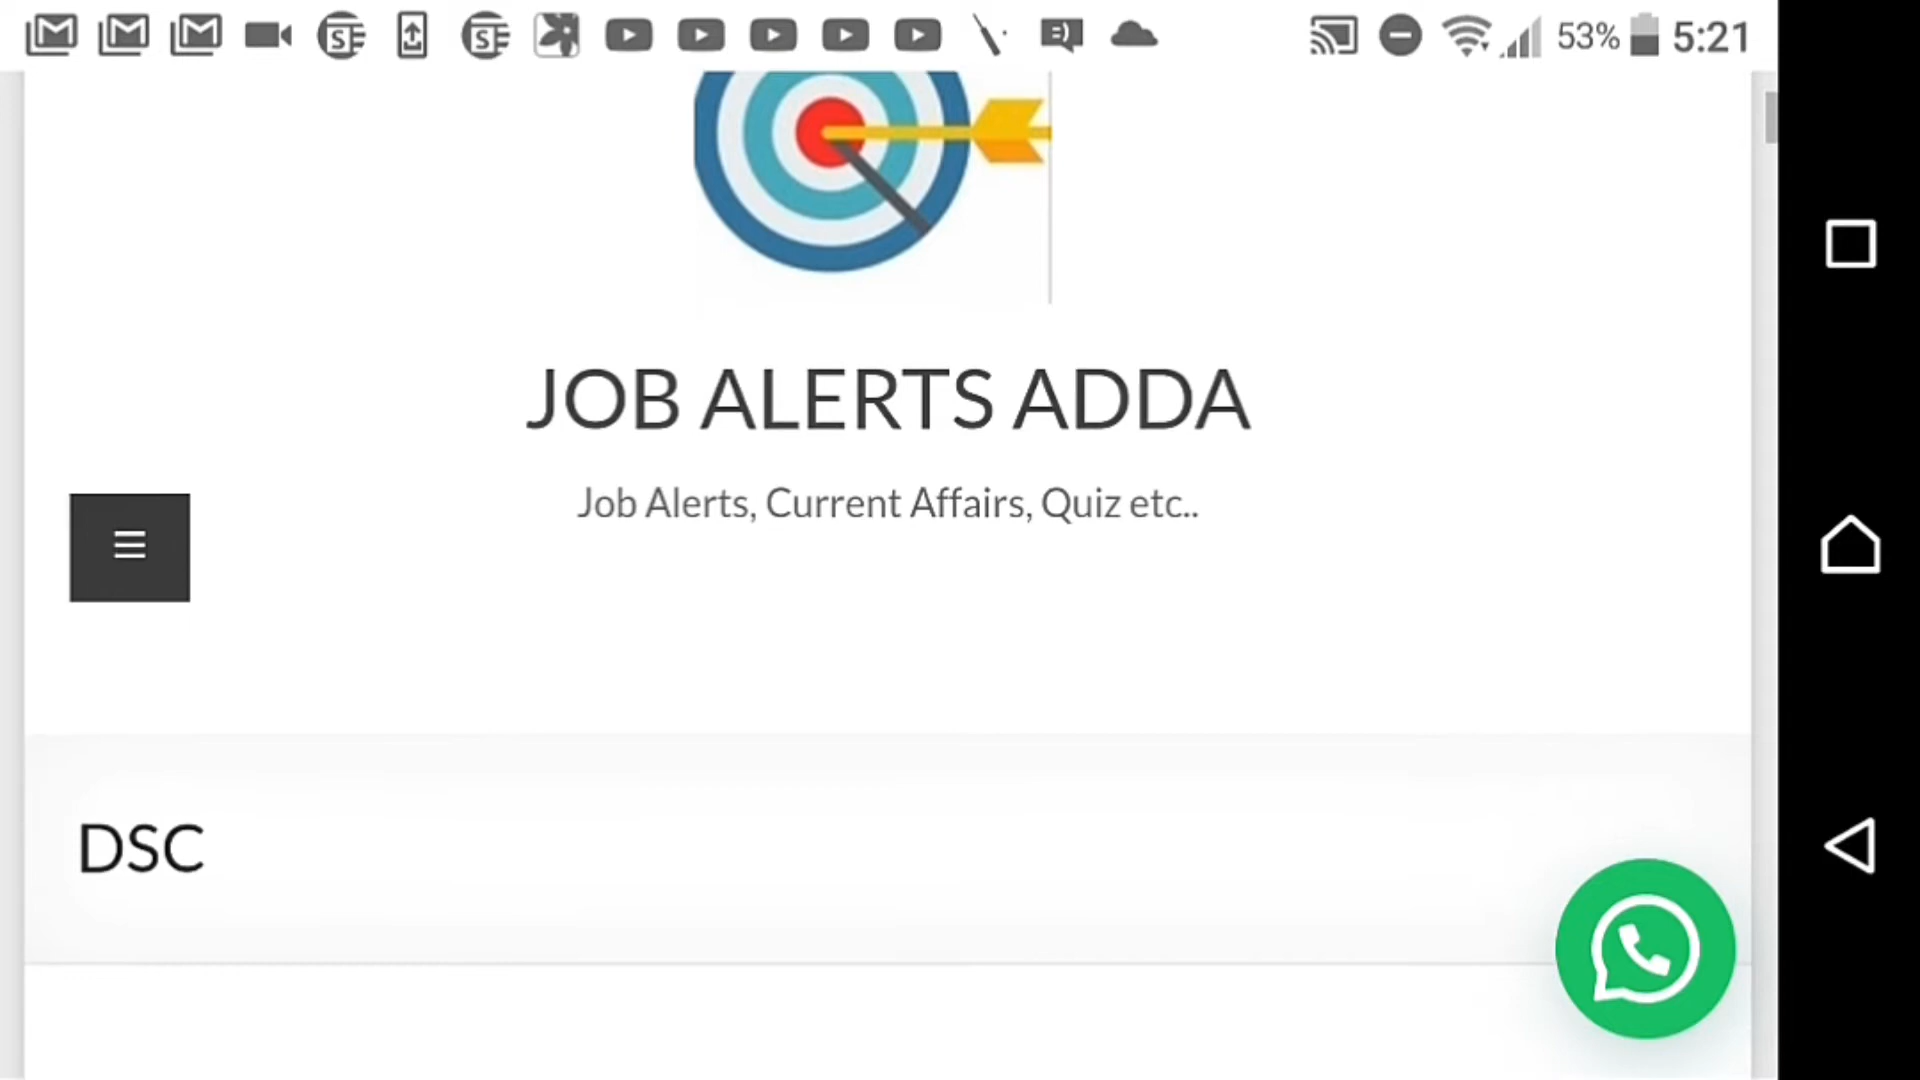 53% 5:21
JOB ALERTS ADDA
Job Alerts, Current Affairs, Quiz etc..
DSC